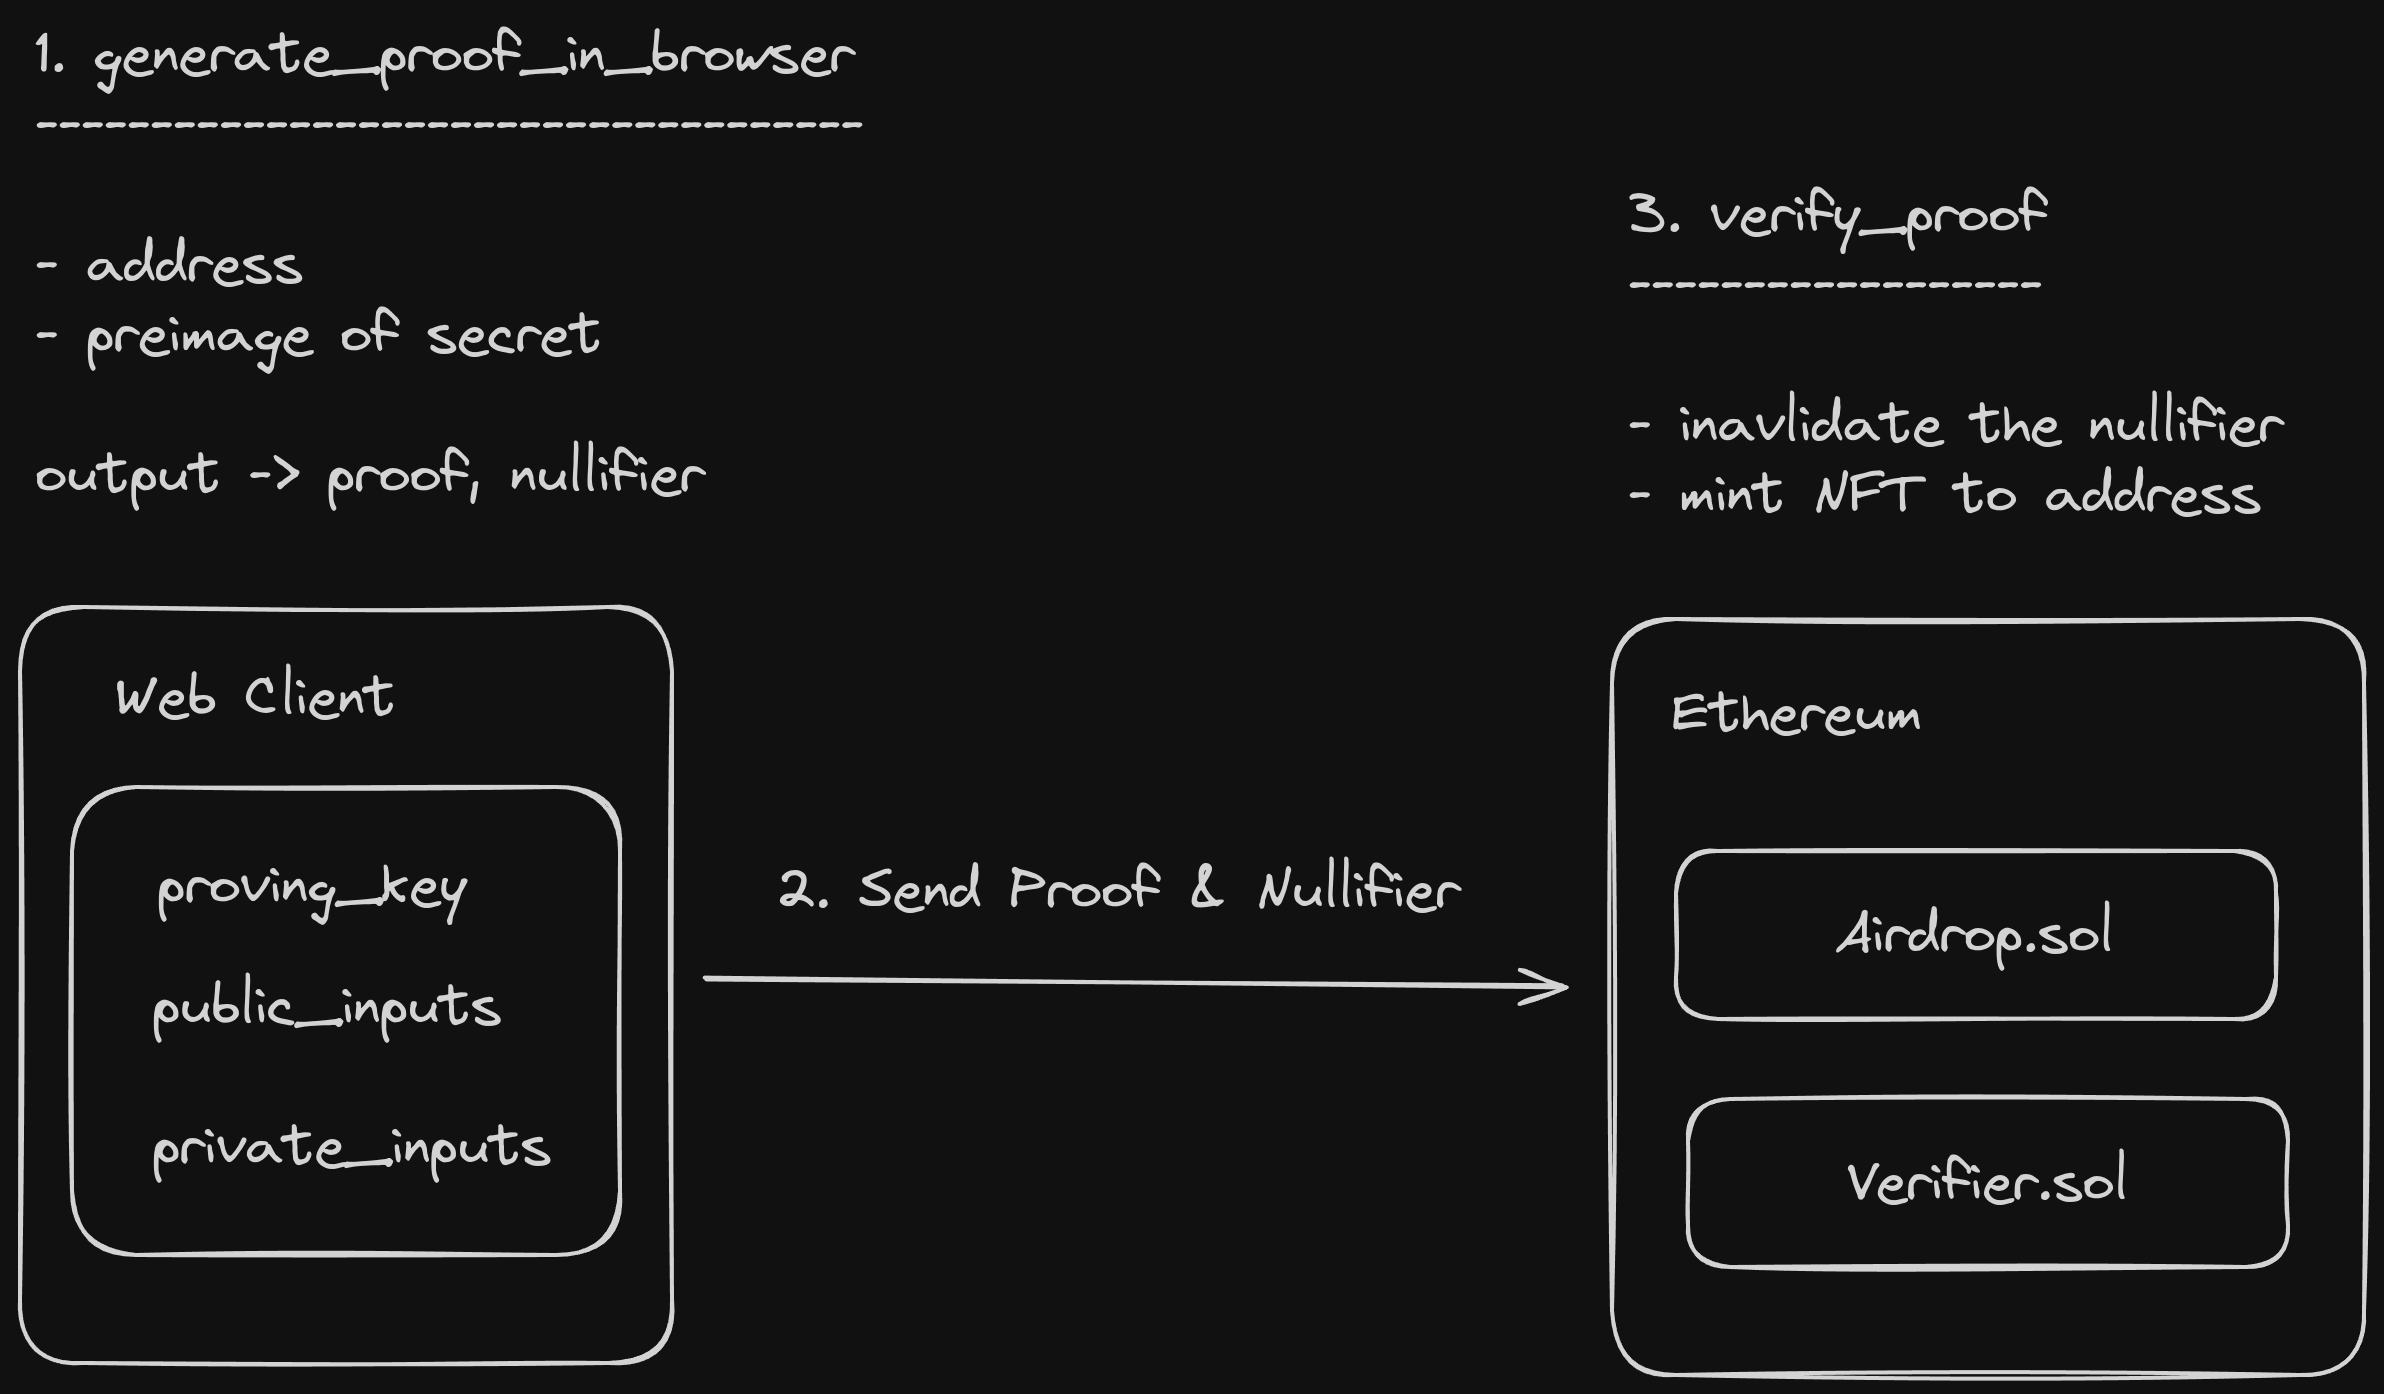 1. generate_proof_in_browser
------------------------------------
- address
- preimage of secret
output -> proof, nullifier
3. verify_proof
------------------
- inavlidate the nullifier
- mint NFT to address
Web Client
proving_key
public_inputs
private_inputs
2. Send Proof & Nullifier
Ethereum
Airdrop.sol
Verifier.sol